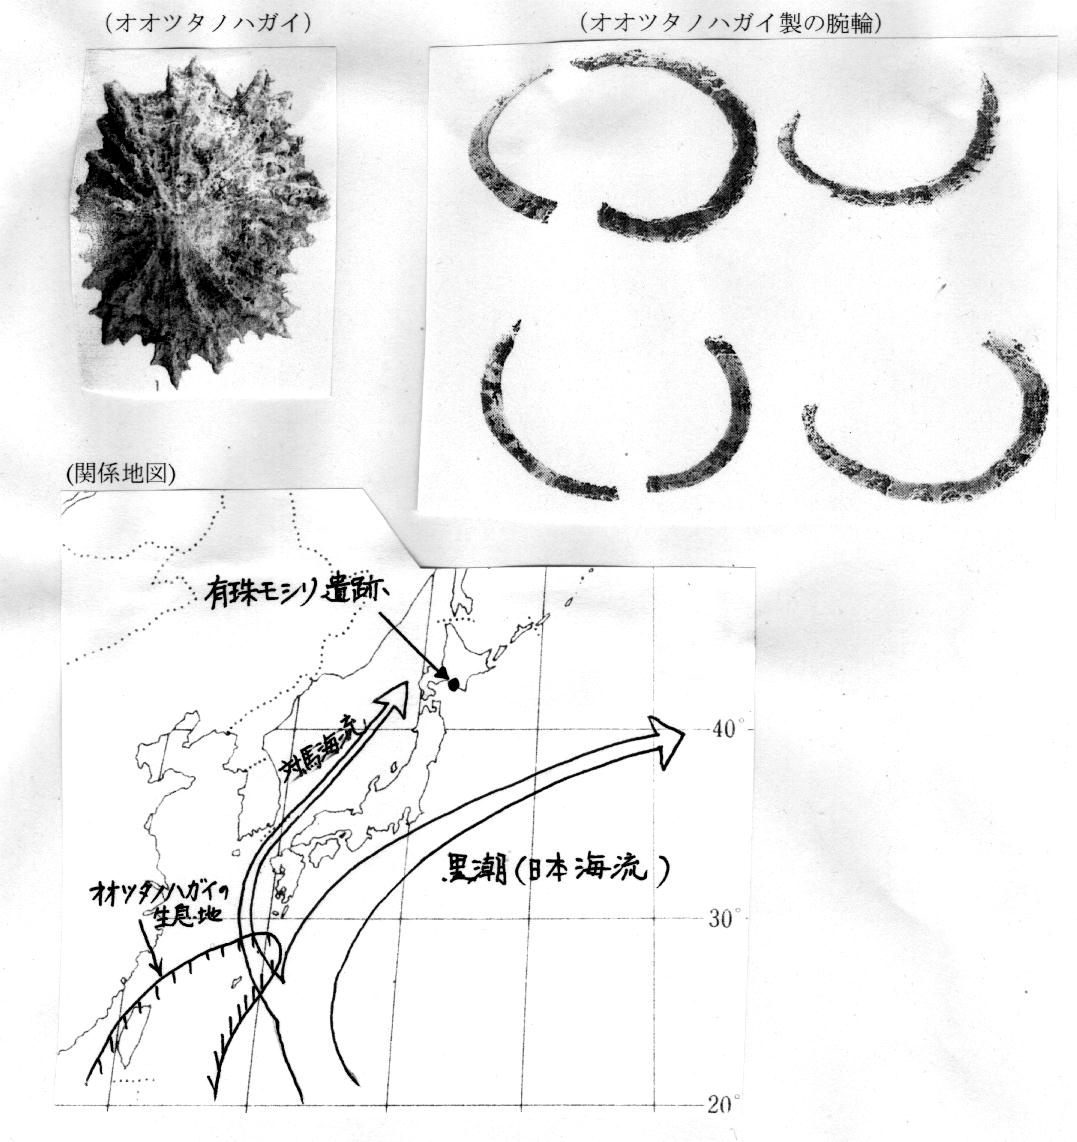 (オオツタノハガイ)
(オオツタノハガイ製の腕輪)
(関係地図)
有珠モシリ遺跡
対馬海流
40°
黒潮(日本海流)
オオツタノハガイの
生息地
30°
20°